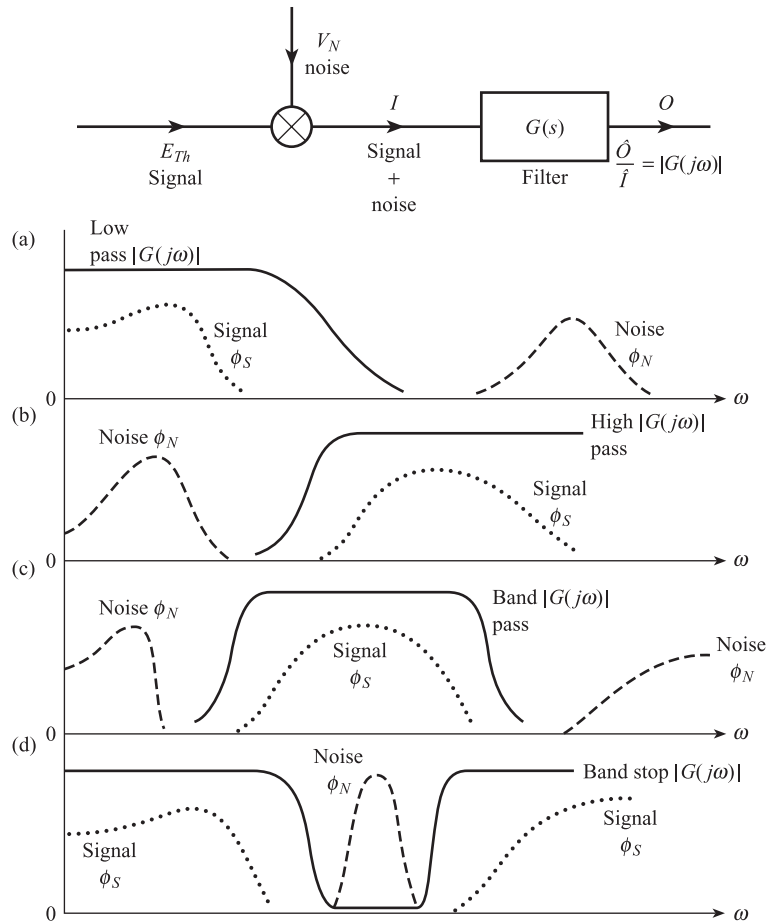 V_N
noise
I
O
G(s)
E_Th
Signal
Signal
+
noise
Filter
Ô/Î = |G(jω)|
(a)
Low
pass |G(jω)|
Signal
ϕ_S
Noise
ϕ_N
0
ω
(b)
Noise ϕ_N
High |G(jω)|
pass
Signal
ϕ_S
0
ω
(c)
Noise ϕ_N
Band |G(jω)|
pass
Signal
ϕ_S
Noise
ϕ_N
0
ω
(d)
Noise
ϕ_N
Band stop |G(jω)|
Signal
ϕ_S
Signal
ϕ_S
0
ω